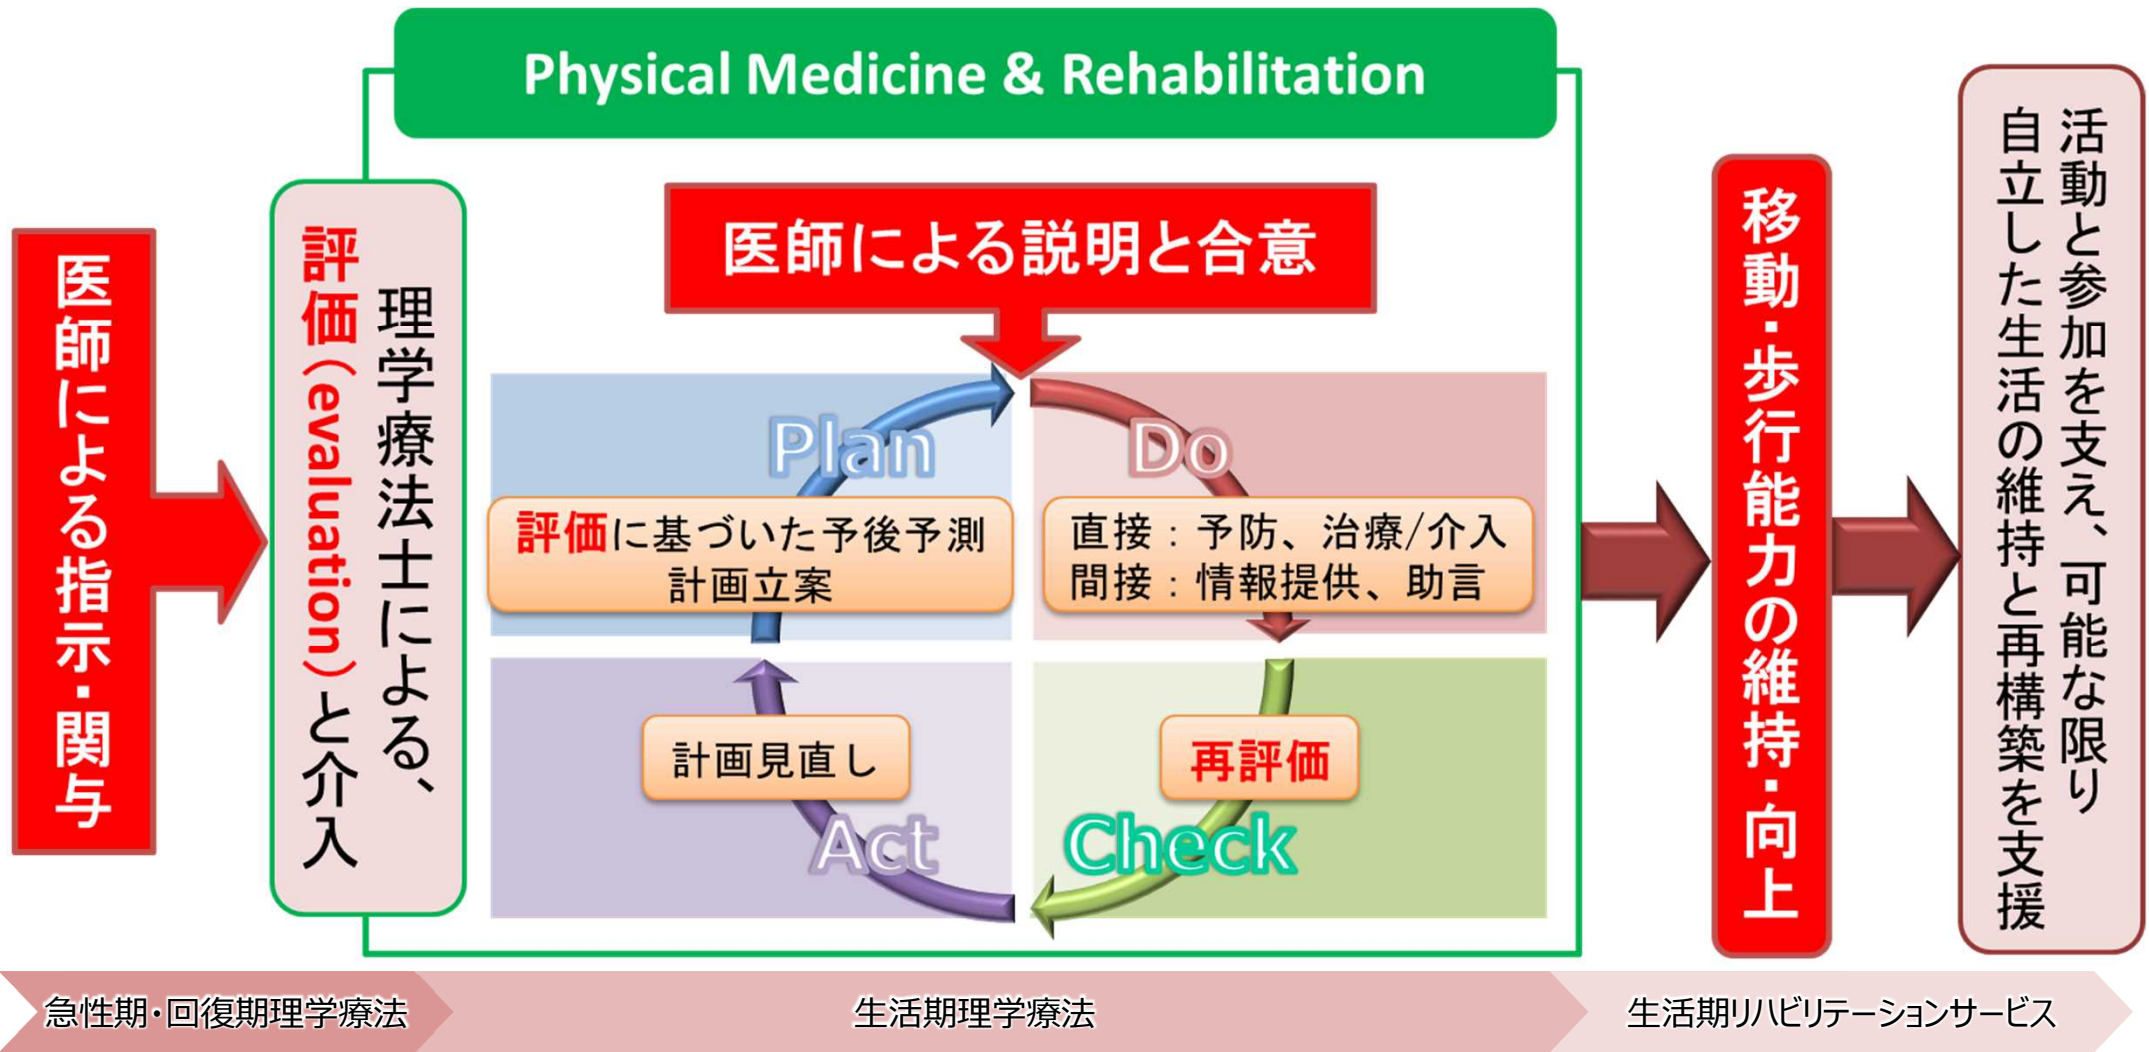 Physical Medicine & Rehabilitation
医師による指示・関与
理学療法士による、
評価（evaluation）と介入
医師による説明と合意
Plan
評価に基づいた予後予測
計画立案
Do
直接：予防、治療/介入
間接：情報提供、助言
再評価
Check
計画見直し
Act
移動・歩行能力の維持・向上
活動と参加を支え、可能な限り
自立した生活の維持と再構築を支援
急性期・回復期理学療法
生活期理学療法
生活期リハビリテーションサービス